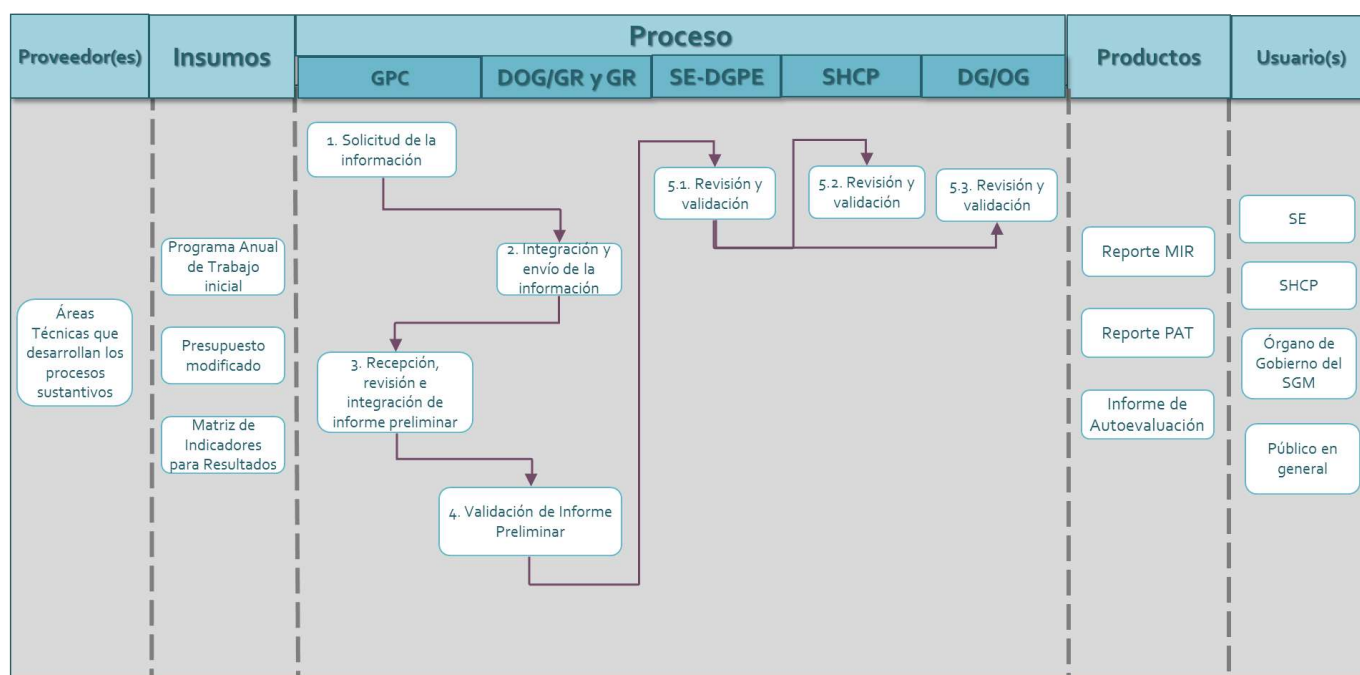 Proveedor(es)
Insumos
Proceso
GPC
DOG/GR y GR
SE-DGPE
SHCP
DG/OG
Productos
Usuario(s)
Áreas
Técnicas que
desarrollan los
procesos
sustantivos
Programa Anual
de Trabajo
inicial
Presupuesto
modificado
Matriz de
Indicadores
para Resultados
1. Solicitud de la
información
2. Integración y
envío de la
información
3. Recepción,
revisión e
integración de
informe preliminar
4. Validación de Informe
Preliminar
5.1. Revisión y
validación
5.2. Revisión y
validación
5.3. Revisión y
validación
Reporte MIR
Reporte PAT
Informe de
Autoevaluación
SE
SHCP
Órgano de
Gobierno del
SGM
Público en
general